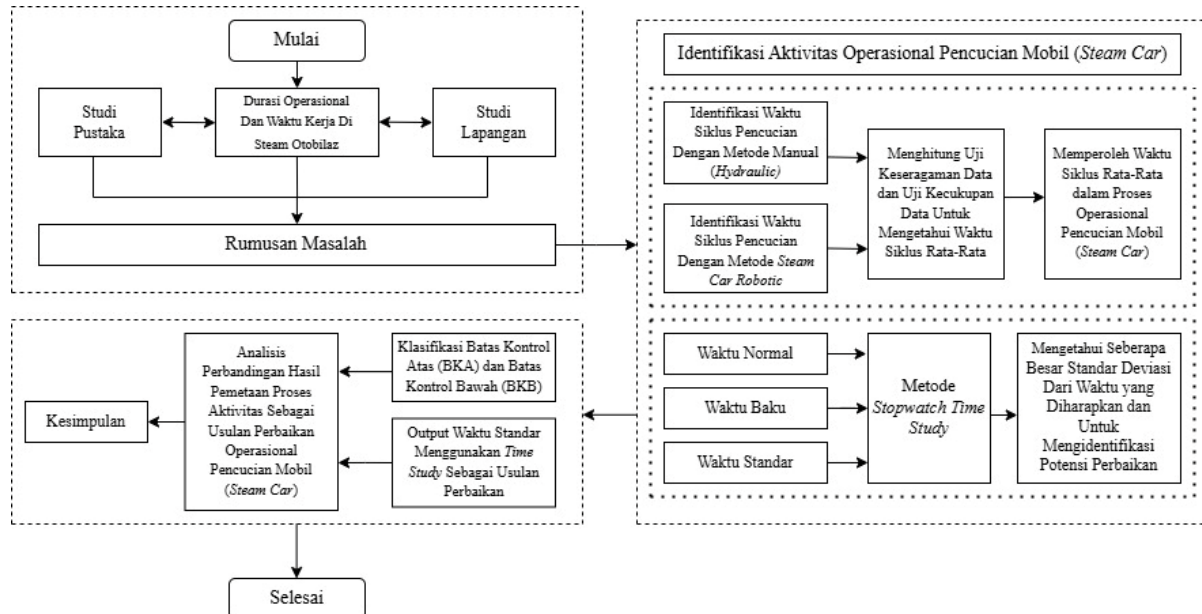 Mulai
Studi
Pustaka
Durasi Operasional
Dan Waktu Kerja Di
Steam Otobilaz
Studi
Lapangan
Rumusan Masalah
Identifikasi Aktivitas Operasional Pencucian Mobil (Steam Car)
Identifikasi Waktu
Siklus Pencucian
Dengan Metode Manual
(Hydraulic)
Identifikasi Waktu
Siklus Pencucian
Dengan Metode Steam
Car Robotic
Menghitung Uji
Keseragaman Data
dan Uji Kecukupan
Data Untuk
Mengetahui Waktu
Siklus Rata-Rata
Memperoleh Waktu
Siklus Rata-Rata
dalam Proses
Operasional
Pencucian Mobil
(Steam Car)
Waktu Normal
Waktu Baku
Waktu Standar
Metode
Stopwatch Time
Study
Mengetahui Seberapa
Besar Standar Deviasi
Dari Waktu yang
Diharapkan dan
Untuk
Mengidentifikasi
Potensi Perbaikan
Klasifikasi Batas Kontrol
Atas (BKA) dan Batas
Kontrol Bawah (BKB)
Output Waktu Standar
Menggunakan Time
Study Sebagai Usulan
Perbaikan
Analisis
Perbandingan Hasil
Pemetaan Proses
Aktivitas Sebagai
Usulan Perbaikan
Operasional
Pencucian Mobil
(Steam Car)
Kesimpulan
Selesai